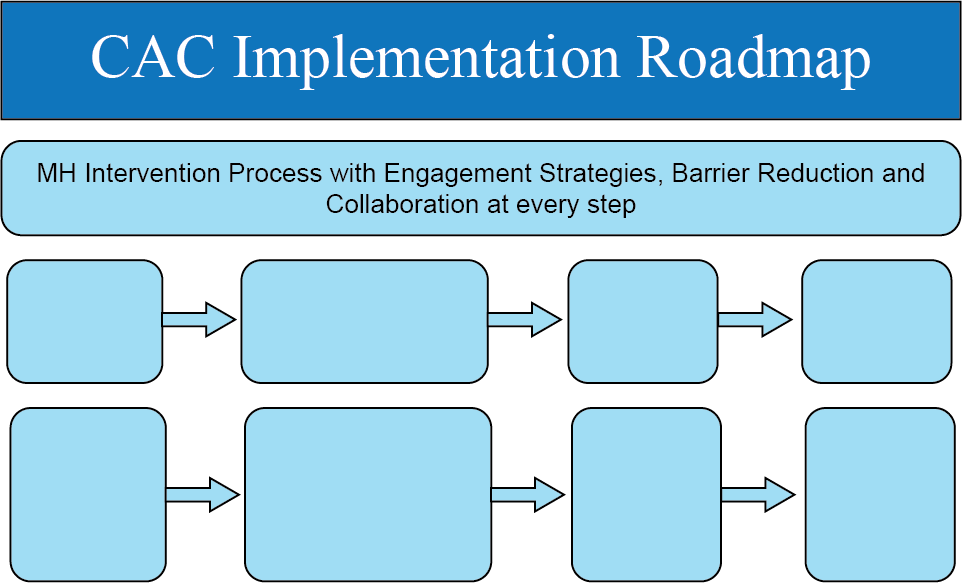 CAC Implementation Roadmap
MH Intervention Process with Engagement Strategies, Barrier Reduction and
Collaboration at every step